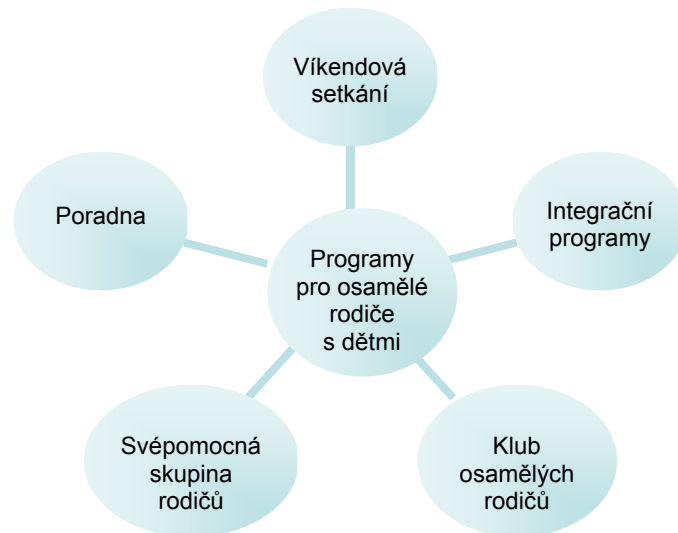 Víkendová
setkání
Poradna
Integrační
programy
Programy
pro osamělé
rodiče
s dětmi
Svépomocná
skupina
rodičů
Klub
osamělých
rodičů